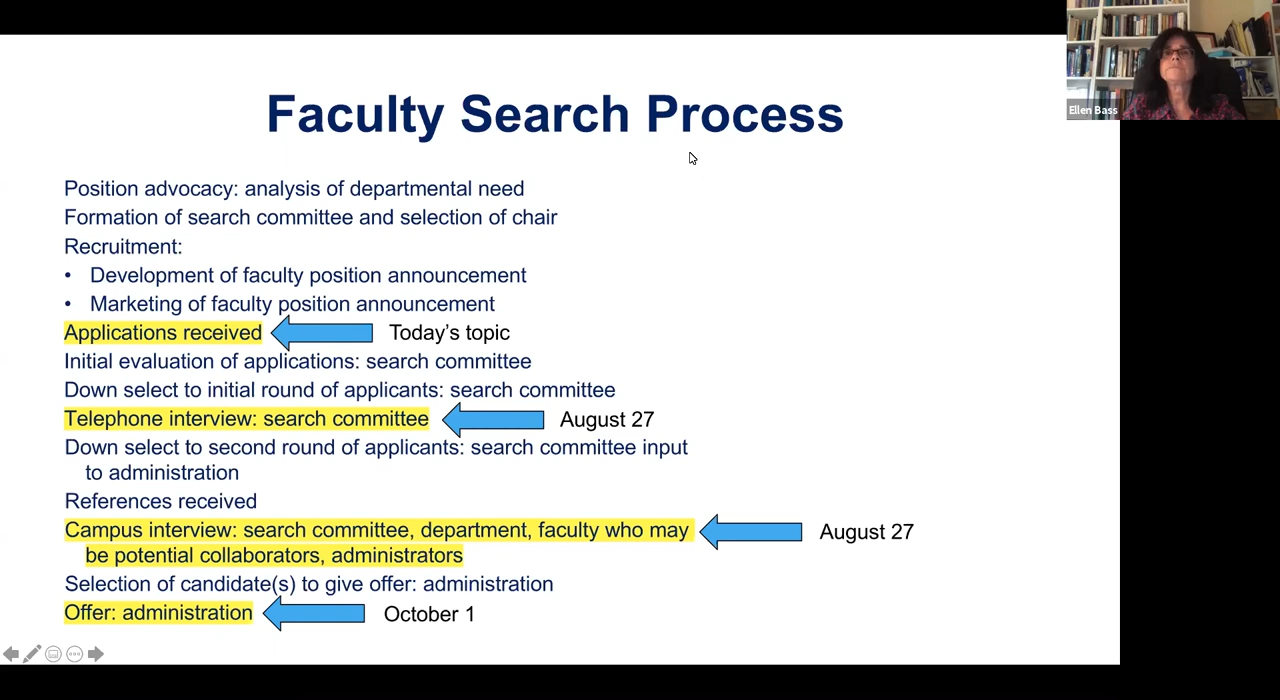 Ellen Bass
Faculty Search Process
Position advocacy: analysis of departmental need
Formation of search committee and selection of chair
Recruitment:
• Development of faculty position announcement
• Marketing of faculty position announcement
Applications received Today’s topic
Initial evaluation of applications: search committee
Down select to initial round of applicants: search committee
Telephone interview: search committee August 27
Down select to second round of applicants: search committee input
to administration
References received
Campus interview: search committee, department, faculty who may August 27
be potential collaborators, administrators
Selection of candidate(s) to give offer: administration
Offer: administration October 1